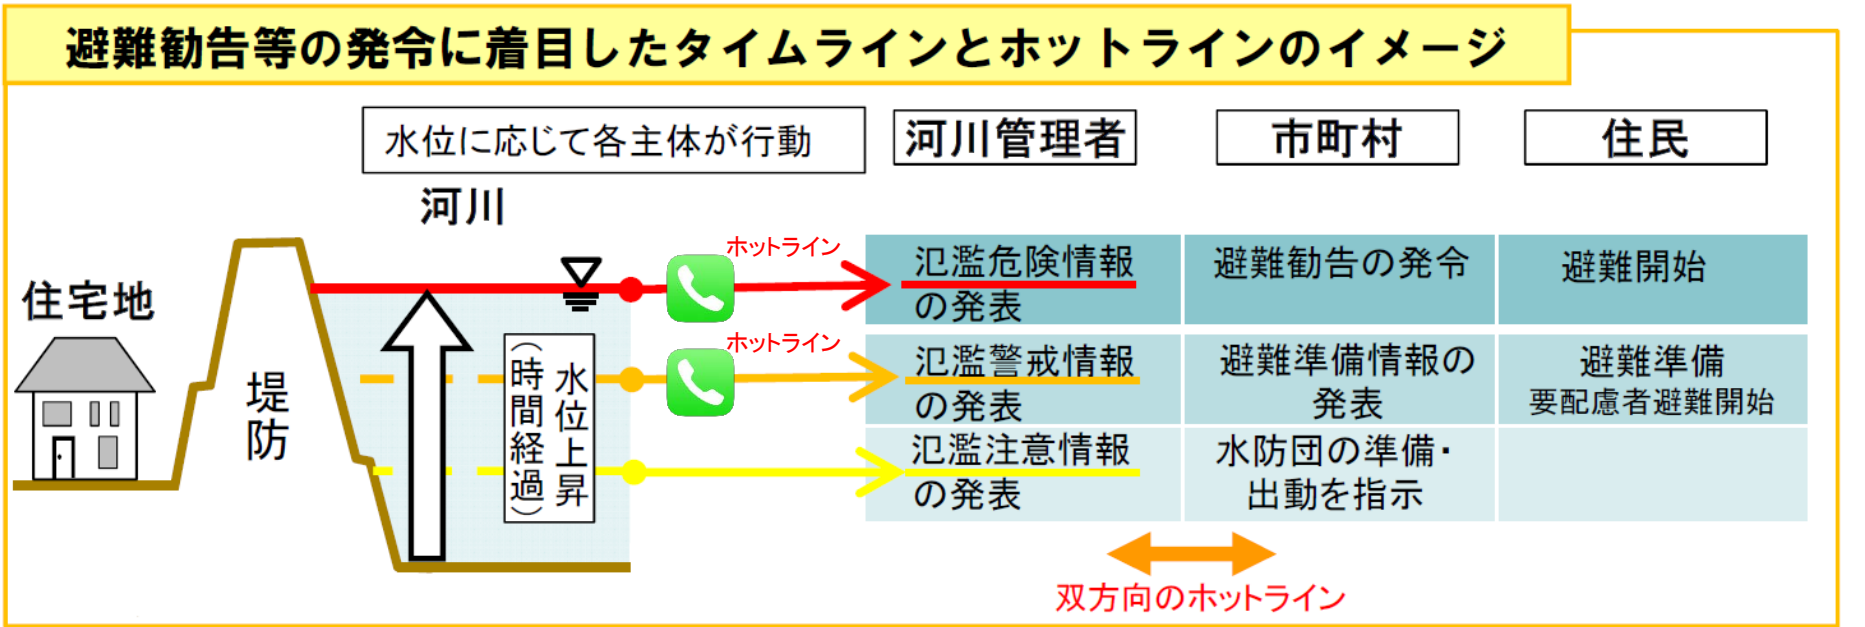 避難勧告等の発令に着目したタイムラインとホットラインのイメージ
水位に応じて各主体が行動
河川管理者
市町村
住民
河川
住宅地
堤防
水位上昇
(時間経過)
ホットライン
氾濫危険情報
の発表
避難勧告の発令
避難開始
ホットライン
氾濫警戒情報
の発表
避難準備情報の
発表
避難準備
要配慮者避難開始
氾濫注意情報
の発表
水防団の準備・
出動を指示
双方向のホットライン